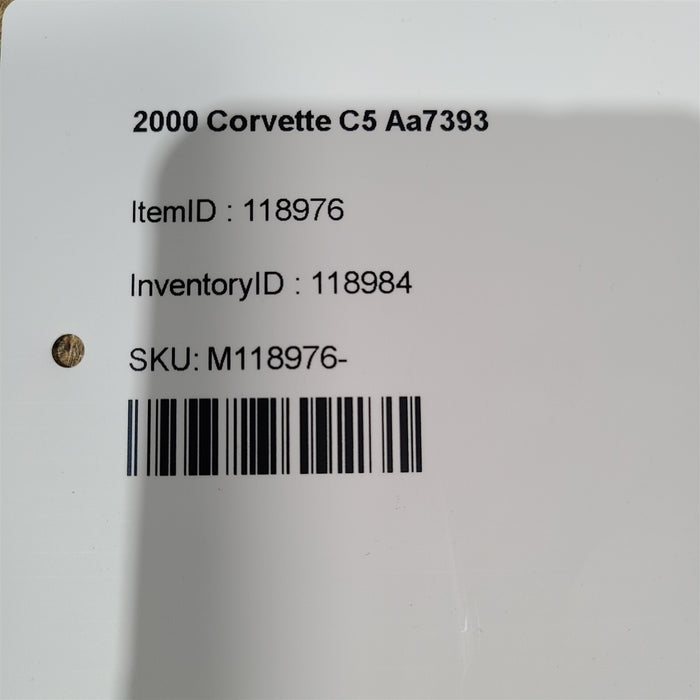 2000 Corvette C5 Aa7393
ItemID : 118976
InventoryID : 118984
SKU: M118976-